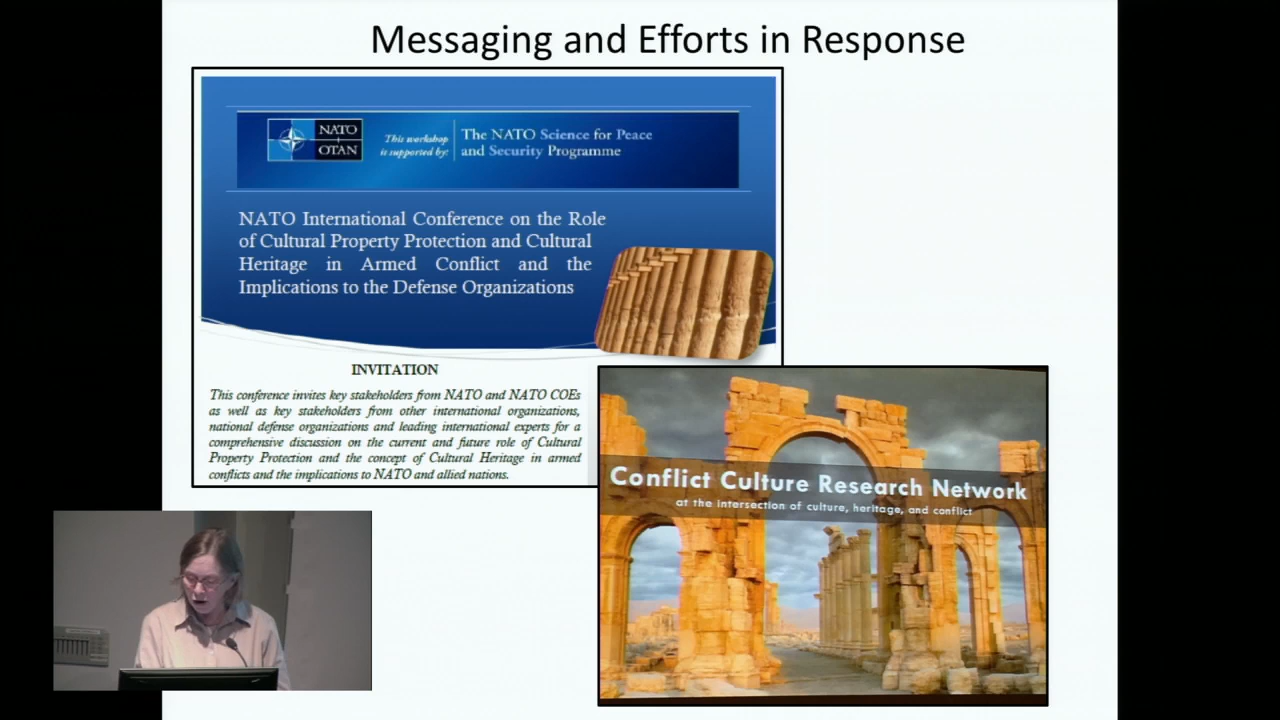 Messaging and Efforts in Response
NATO
OTAN
This workshop
is supported by:
The NATO Science for Peace
and Security Programme
NATO International Conference on the Role
of Cultural Property Protection and Cultural
Heritage in Armed Conflict and the
Implications to the Defense Organizations
INVITATION
This conference invites key stakeholders from NATO and NATO COEs
as well as key stakeholders from other international organizations,
national defense organizations and leading international experts for a
comprehensive discussion on the current and future role of Cultural
Property Protection and the concept of Cultural Heritage in armed
conflicts and the implications to NATO and allied nations.
Conflict Culture Research Network
at the intersection of culture, heritage, and conflict